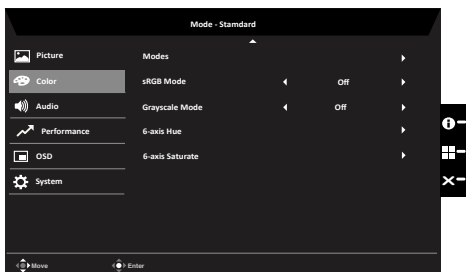 Mode - Stamdard
Picture
Modes
Color
sRGB Mode Off
Audio
Grayscale Mode Off
Performance
6-axis Hue
OSD
6-axis Saturate
System
Move Enter